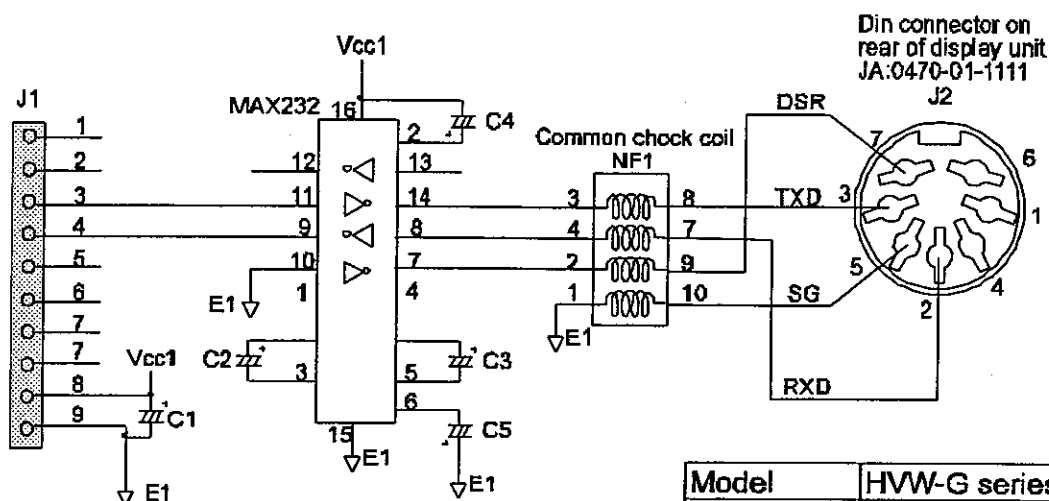 Din connector on
rear of display unit
JA:0470-01-1111
J2
Vcc1
J1
MAX232
16
2
C4
DSR
Common chock coil
NF1
7
6
1
2
3
4
5
6
7
7
8
9
12
13
11
14
3
8
TXD
3
1
9
8
4
7
10
7
2
9
5
4
E1
1
4
1
10
SG
2
E1
Vcc1
C2
3
C3
5
RXD
C1
6
C5
15
E1
E1
Model
HVW-G series